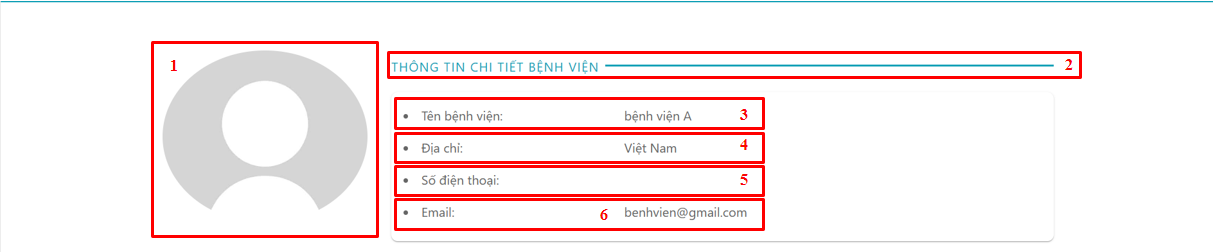 1
THÔNG TIN CHI TIẾT BỆNH VIỆN 2
Tên bệnh viện: bệnh viện A 3
Địa chỉ: Việt Nam 4
Số điện thoại: 5
Email: 6 benhvien@gmail.com